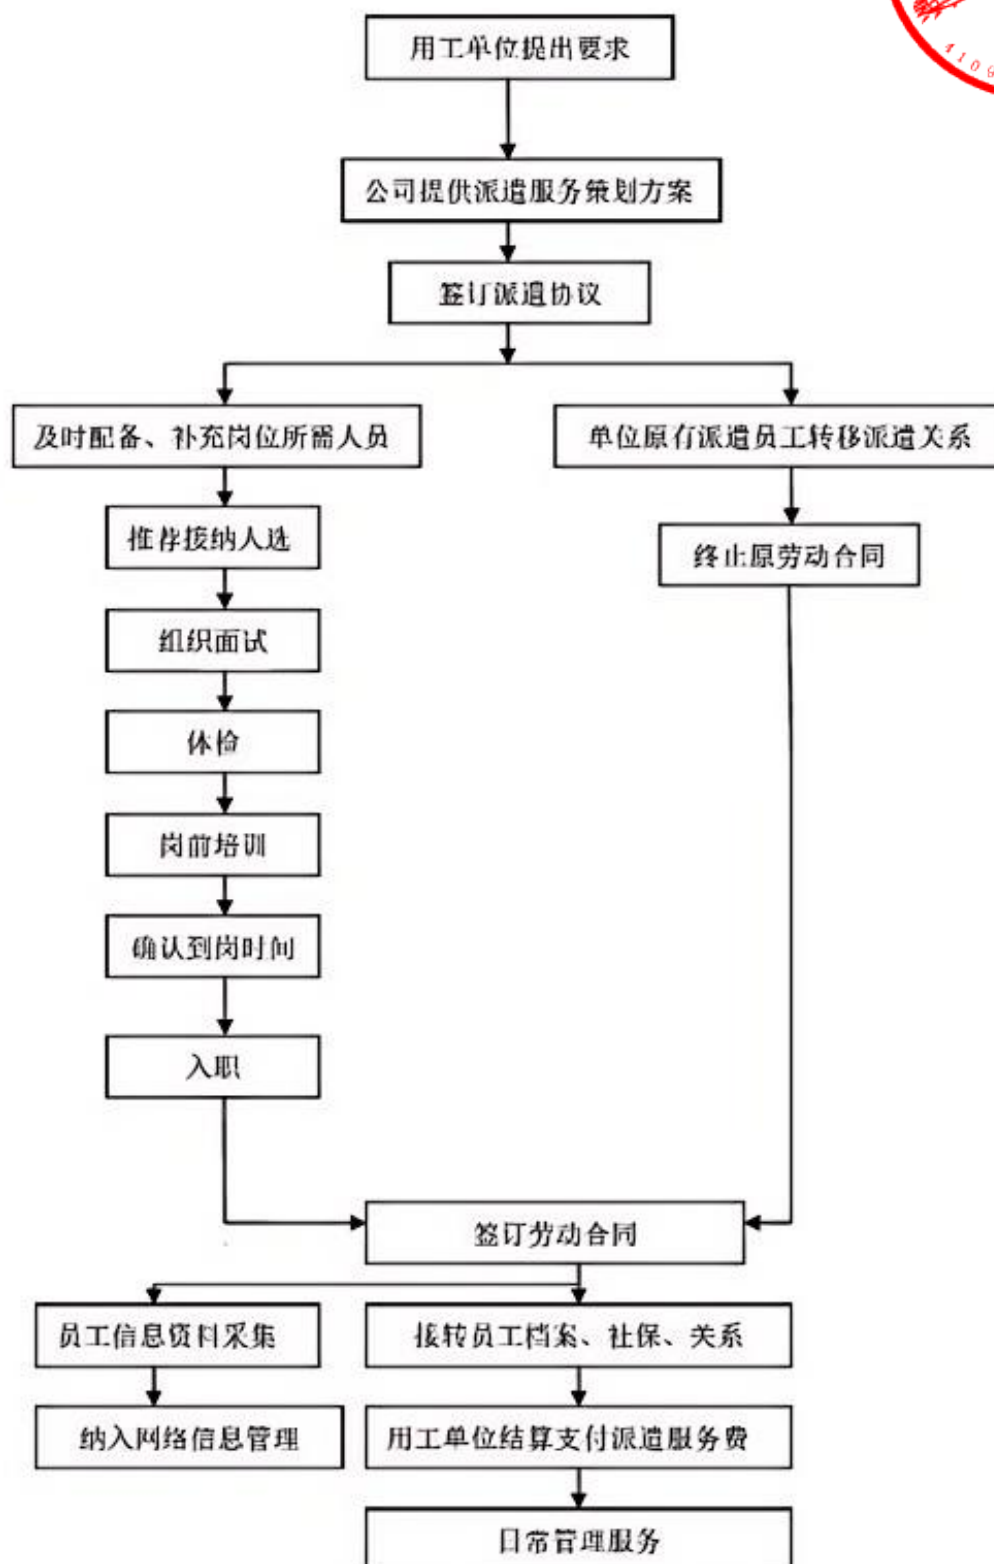 用工单位提出要求
4109
公司提供派遣服务策划方案
签订派遣协议
及时配备、补充岗位所需人员
单位原有派遣员工转移派遣关系
推荐接纳人选
终止原劳动合同
组织面试
体检
岗前培训
确认到岗时间
入职
签订劳动合同
员工信息资料采集
接转员工档案、社保、关系
纳入网络信息管理
用工单位结算支付派遣服务费
日常管理服务